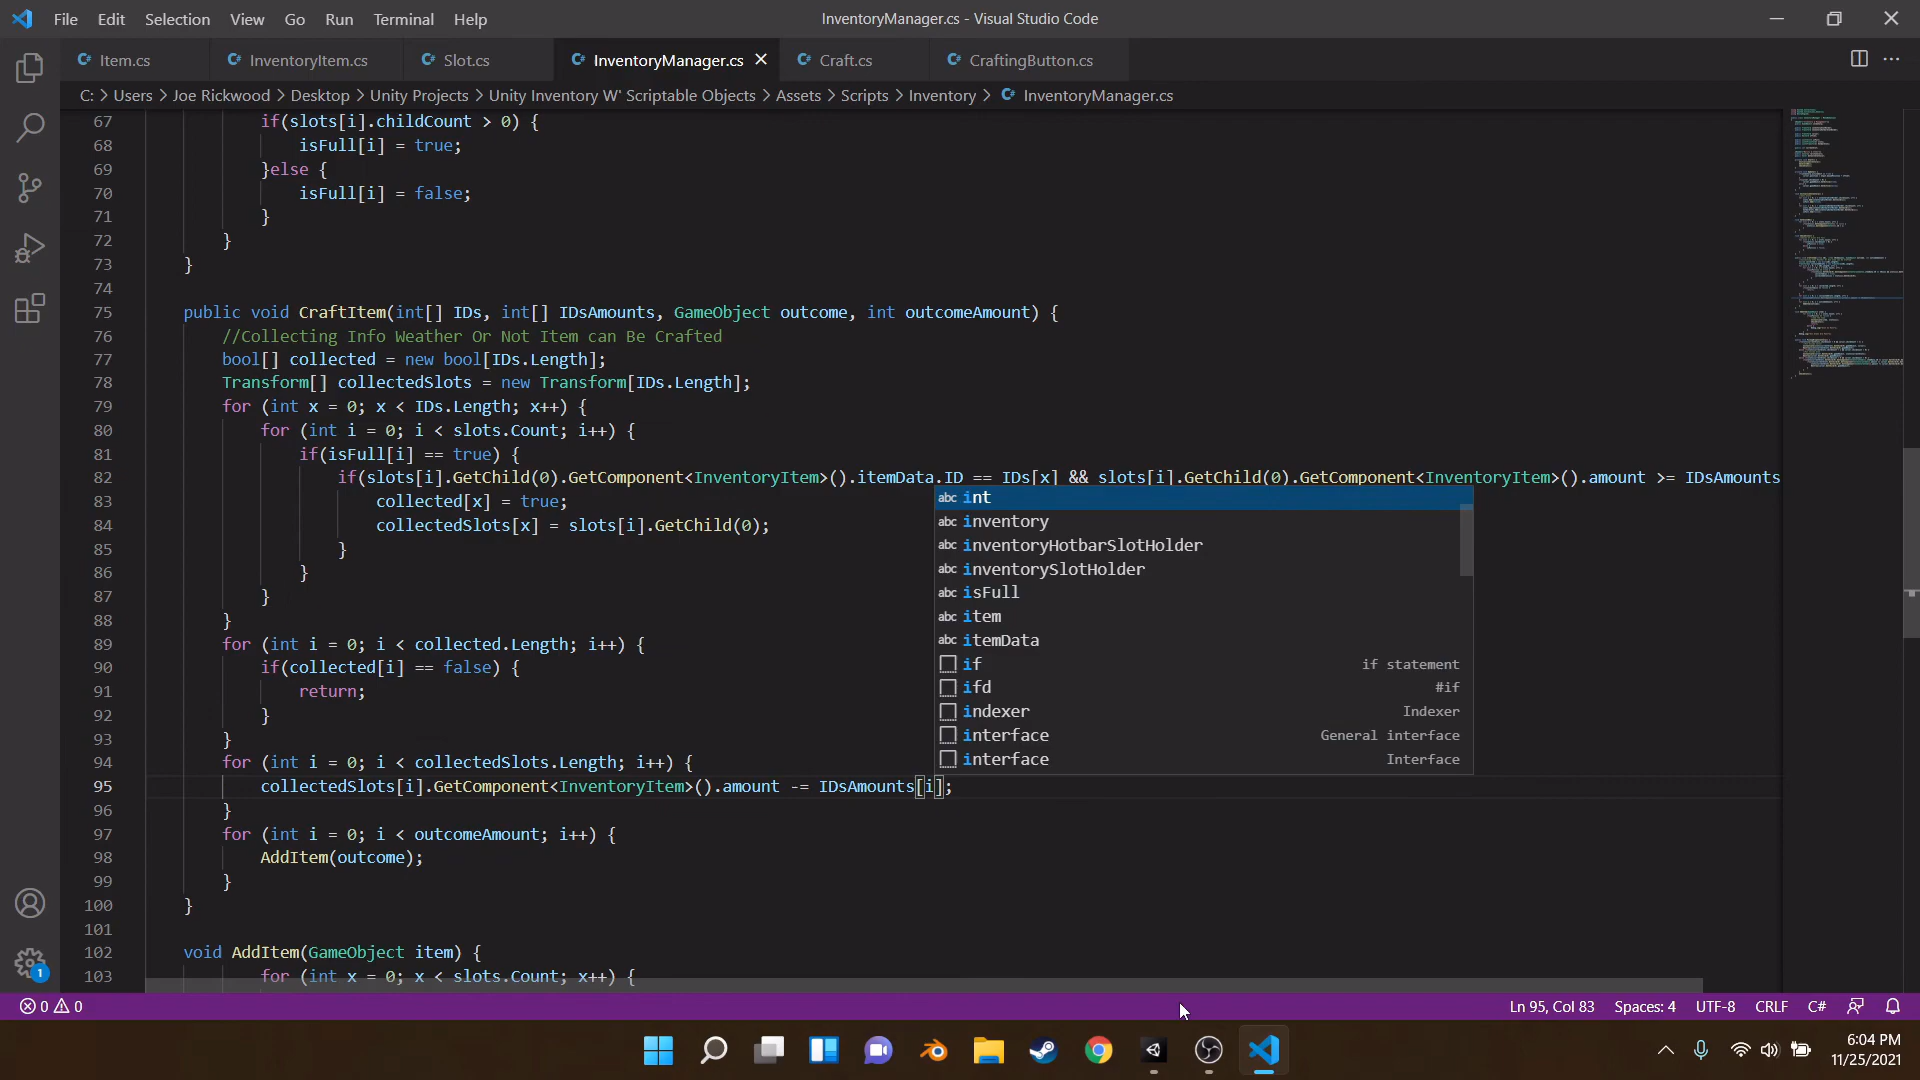 File Edit Selection View Go Run Terminal Help InventoryManager.cs - Visual Studio Code
C# Item.cs C# InventoryItem.cs C# Slot.cs C# InventoryManager.cs C# Craft.cs C# CraftingButton.cs
C: > Users > Joe Rickwood > Desktop > Unity Projects > Unity Inventory W' Scriptable Objects > Assets > Scripts > Inventory > C# InventoryManager.cs
67 if(slots[i].childCount > 0) {
68 isFull[i] = true;
69 }else {
70 isFull[i] = false;
71 }
72 }
73 }
74
75 public void CraftItem(int[] IDs, int[] IDsAmounts, GameObject outcome, int outcomeAmount) {
76 //Collecting Info Weather Or Not Item can Be Crafted
77 bool[] collected = new bool[IDs.Length];
78 Transform[] collectedSlots = new Transform[IDs.Length];
79 for (int x = 0; x < IDs.Length; x++) {
80 for (int i = 0; i < slots.Count; i++) {
81 if(isFull[i] == true) {
82 if(slots[i].GetChild(0).GetComponent<InventoryItem>().itemData.ID == IDs[x] && slots[i].GetChild(0).GetComponent<InventoryItem>().amount >= IDsAmounts
83 collected[x] = true;
84 collectedSlots[x] = slots[i].GetChild(0);
85 }
86 }
87 }
88 }
89 for (int i = 0; i < collected.Length; i++) {
90 if(collected[i] == false) {
91 return;
92 }
93 }
94 for (int i = 0; i < collectedSlots.Length; i++) {
95 collectedSlots[i].GetComponent<InventoryItem>().amount -= IDsAmounts[i];
96 }
97 for (int i = 0; i < outcomeAmount; i++) {
98 AddItem(outcome);
99 }
100 }
101
102 void AddItem(GameObject item) {
103 for (int x = 0; x < slots.Count; x++) {
abc int
abc inventory
abc inventoryHotbarSlotHolder
abc inventorySlotHolder
abc isFull
abc item
abc itemData
if if statement
ifd #if
indexer Indexer
interface General interface
interface Interface
1
0 0 Ln 95, Col 83 Spaces: 4 UTF-8 CRLF C#
6:04 PM
11/25/2021